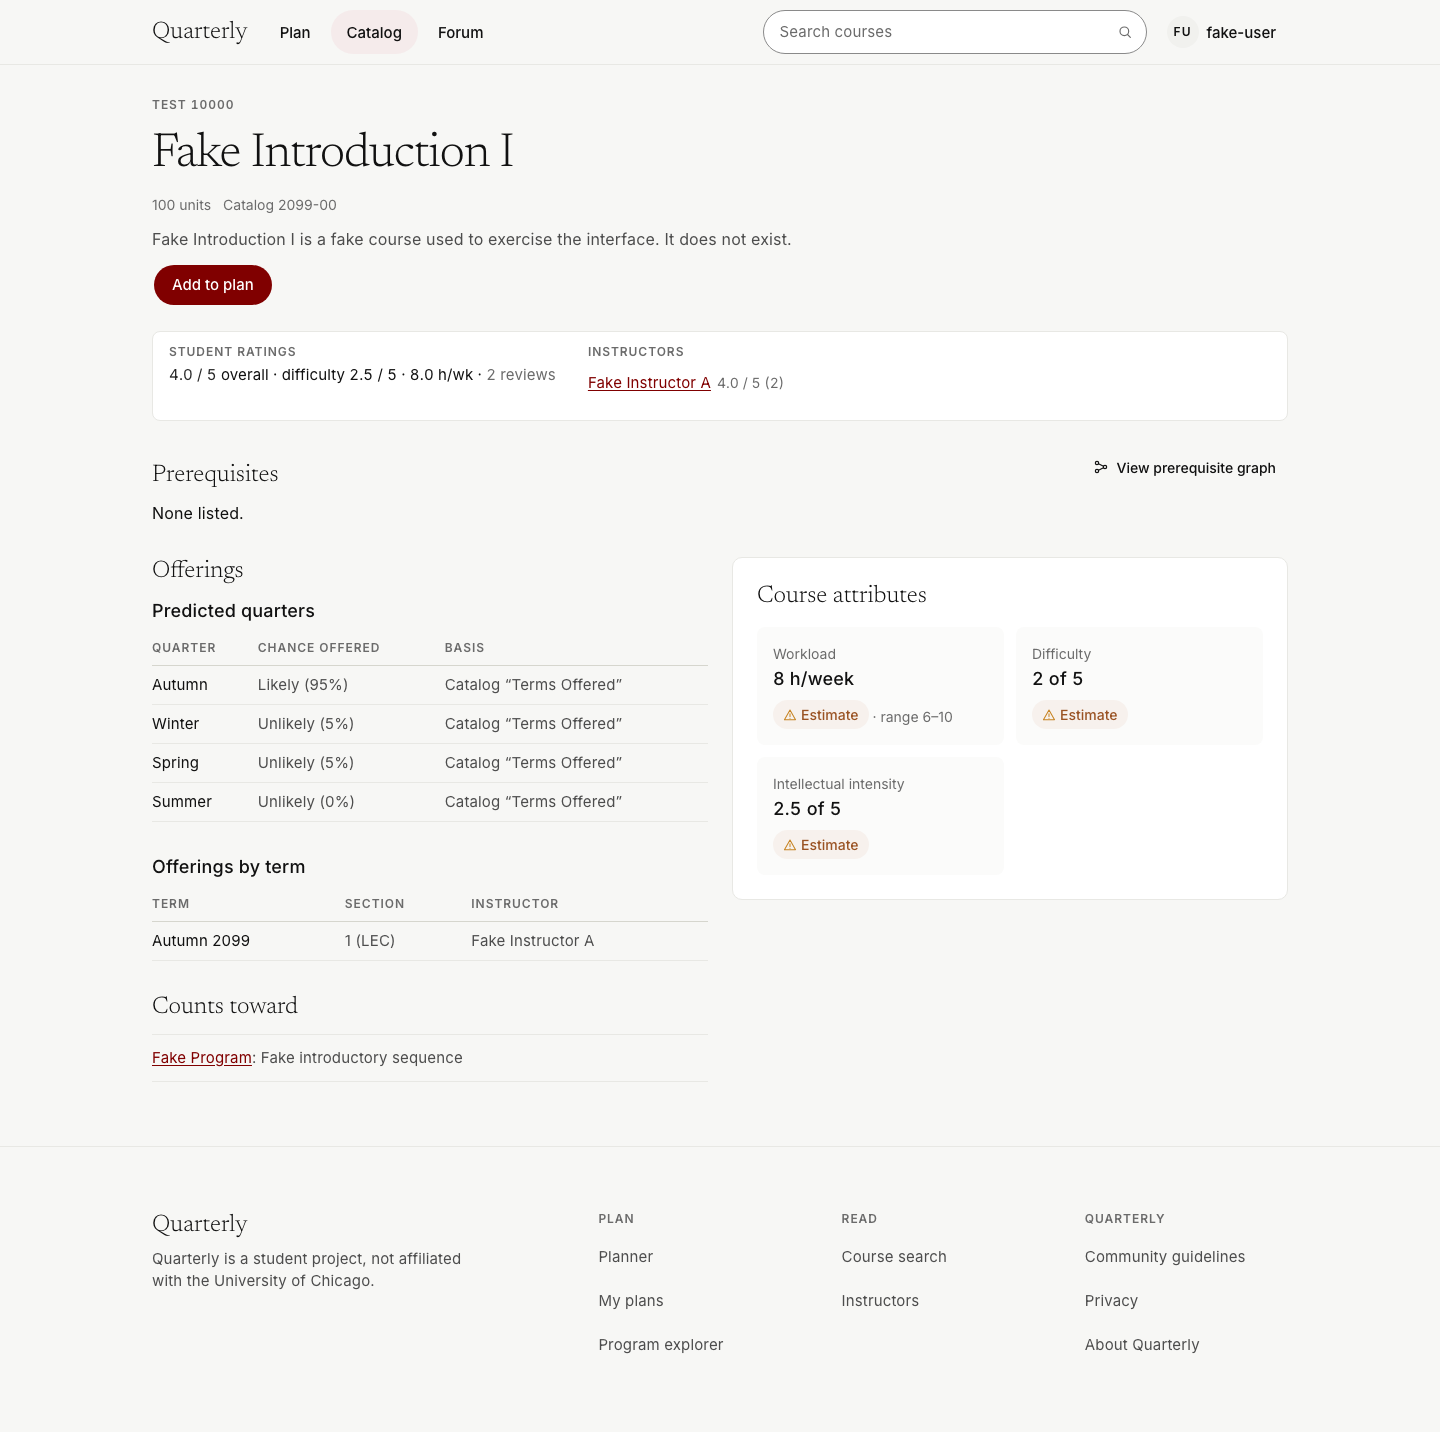 Quarterly
Plan
Catalog
Forum
Search courses
FU
fake-user
TEST 10000
Fake Introduction I
100 units Catalog 2099-00
Fake Introduction I is a fake course used to exercise the interface. It does not exist.
Add to plan
STUDENT RATINGS
4.0 / 5 overall · difficulty 2.5 / 5 · 8.0 h/wk · 2 reviews
INSTRUCTORS
Fake Instructor A 4.0 / 5 (2)
Prerequisites
View prerequisite graph
None listed.
Offerings
Predicted quarters
QUARTER CHANCE OFFERED BASIS
Autumn Likely (95%) Catalog “Terms Offered”
Winter Unlikely (5%) Catalog “Terms Offered”
Spring Unlikely (5%) Catalog “Terms Offered”
Summer Unlikely (0%) Catalog “Terms Offered”
Offerings by term
TERM SECTION INSTRUCTOR
Autumn 2099 1 (LEC) Fake Instructor A
Counts toward
Fake Program: Fake introductory sequence
Course attributes
Workload
8 h/week
Estimate · range 6–10
Difficulty
2 of 5
Estimate
Intellectual intensity
2.5 of 5
Estimate
Quarterly
Quarterly is a student project, not affiliated
with the University of Chicago.
PLAN
Planner
My plans
Program explorer
READ
Course search
Instructors
QUARTERLY
Community guidelines
Privacy
About Quarterly